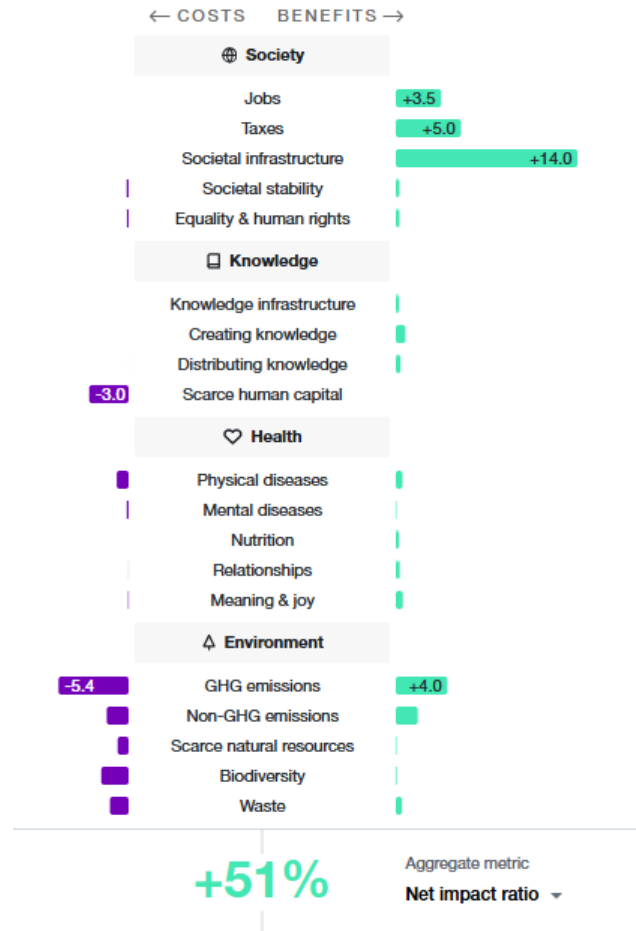 ← COSTS BENEFITS →
Society
Jobs +3.5
Taxes +5.0
Societal infrastructure +14.0
Societal stability
Equality & human rights
Knowledge
Knowledge infrastructure
Creating knowledge
Distributing knowledge
-3.0 Scarce human capital
Health
Physical diseases
Mental diseases
Nutrition
Relationships
Meaning & joy
Environment
-5.4 GHG emissions +4.0
Non-GHG emissions
Scarce natural resources
Biodiversity
Waste
+51%
Aggregate metric
Net impact ratio